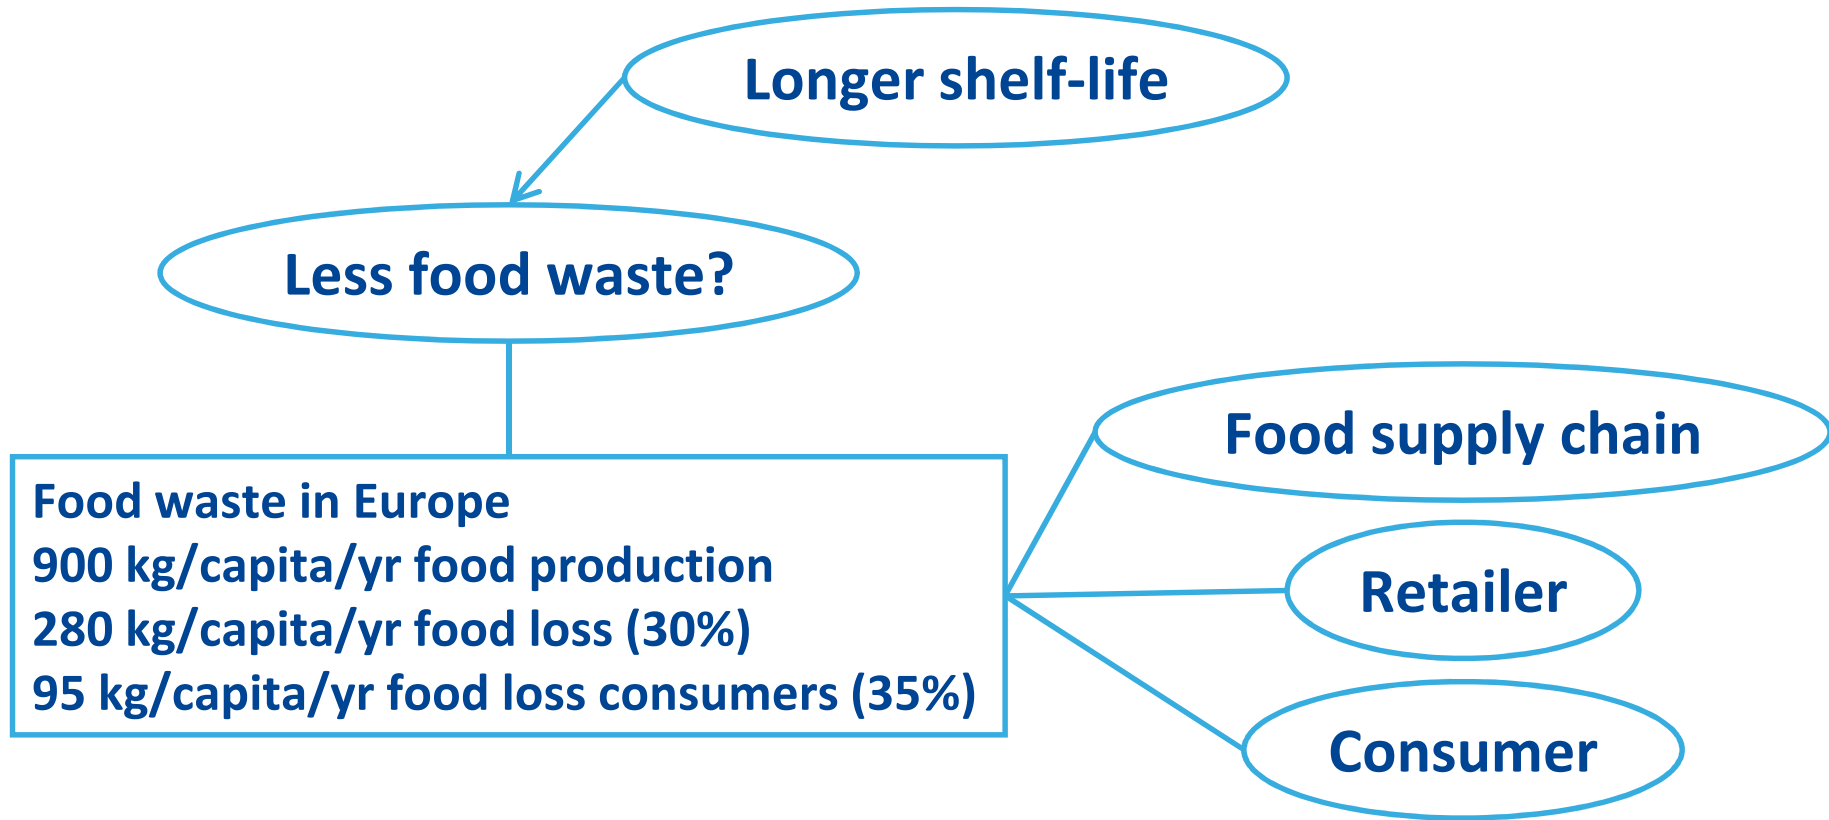 Longer shelf-life
Less food waste?
Food waste in Europe
900 kg/capita/yr food production
280 kg/capita/yr food loss (30%)
95 kg/capita/yr food loss consumers (35%)
Food supply chain
Retailer
Consumer